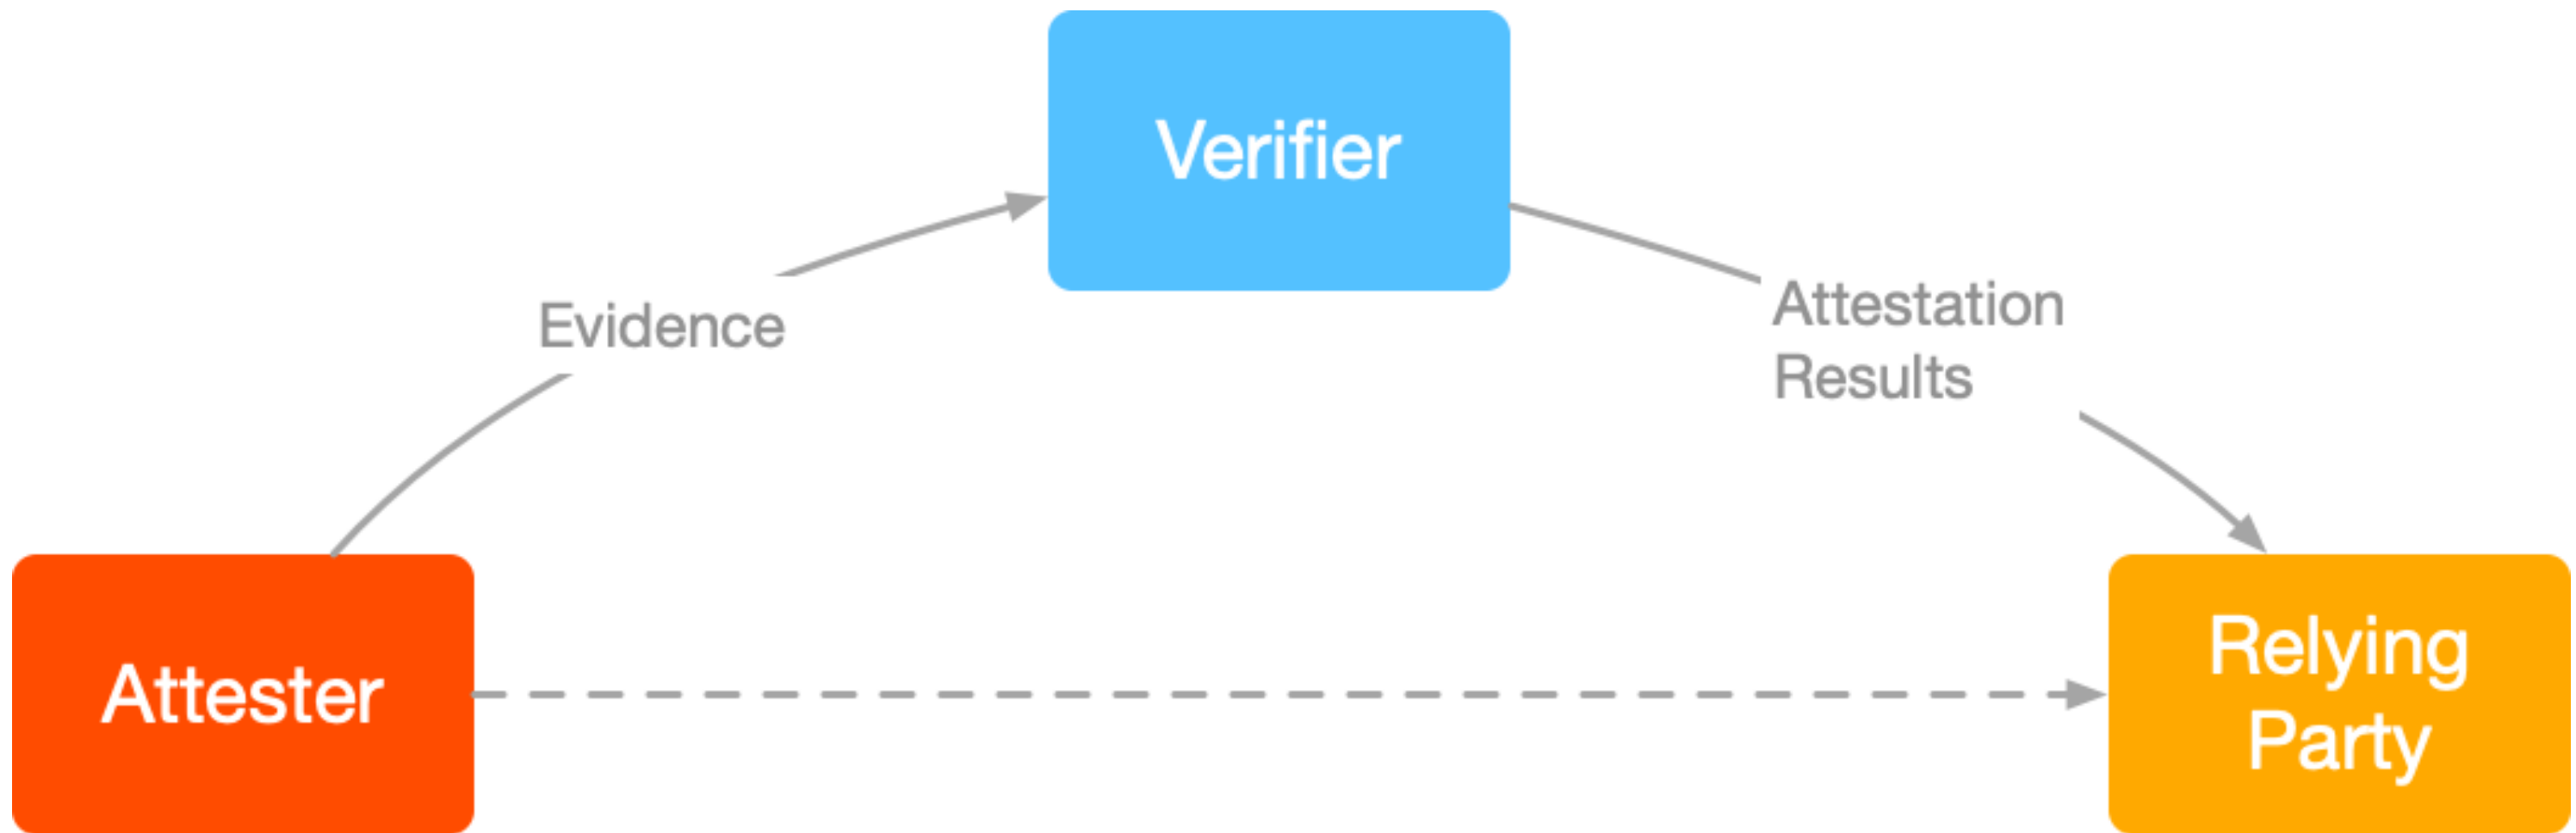 Verifier
Evidence
Attestation
Results
Attester
Relying
Party